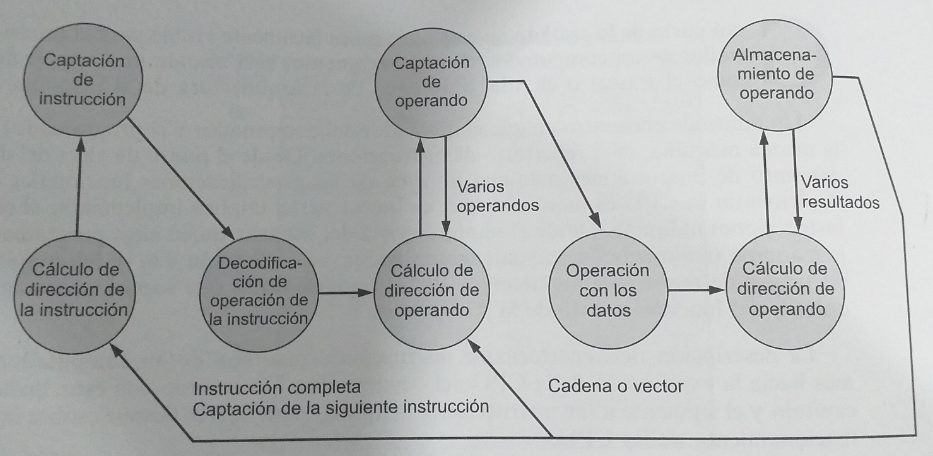 Captación
de
instrucción
Captación
de
operando
Almacena-
miento de
operando
Varios
operandos
Varios
resultados
Cálculo de
dirección de
la instrucción
Decodifica-
ción de
operación de
la instrucción
Cálculo de
dirección de
operando
Operación
con los
datos
Cálculo de
dirección de
operando
Instrucción completa
Captación de la siguiente instrucción
Cadena o vector